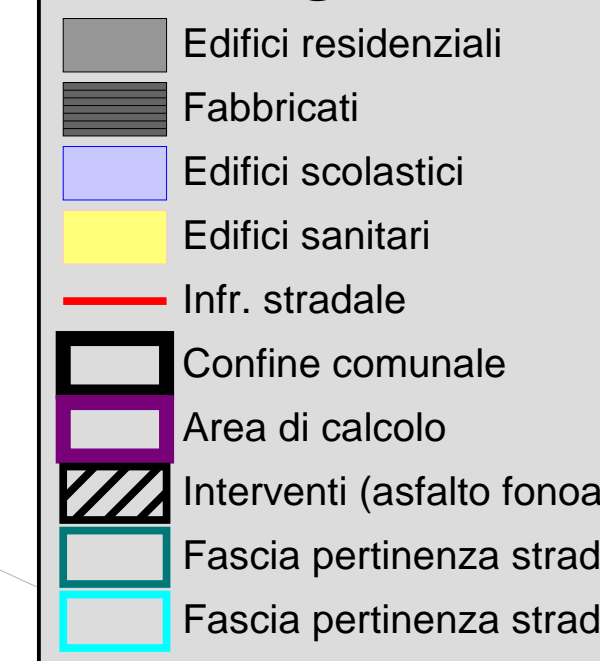 Edifici residenziali
Fabbricati
Edifici scolastici
Edifici sanitari
Infr. stradale
Confine comunale
Area di calcolo
Interventi (asfalto fonoa
Fascia pertinenza strad
Fascia pertinenza strad